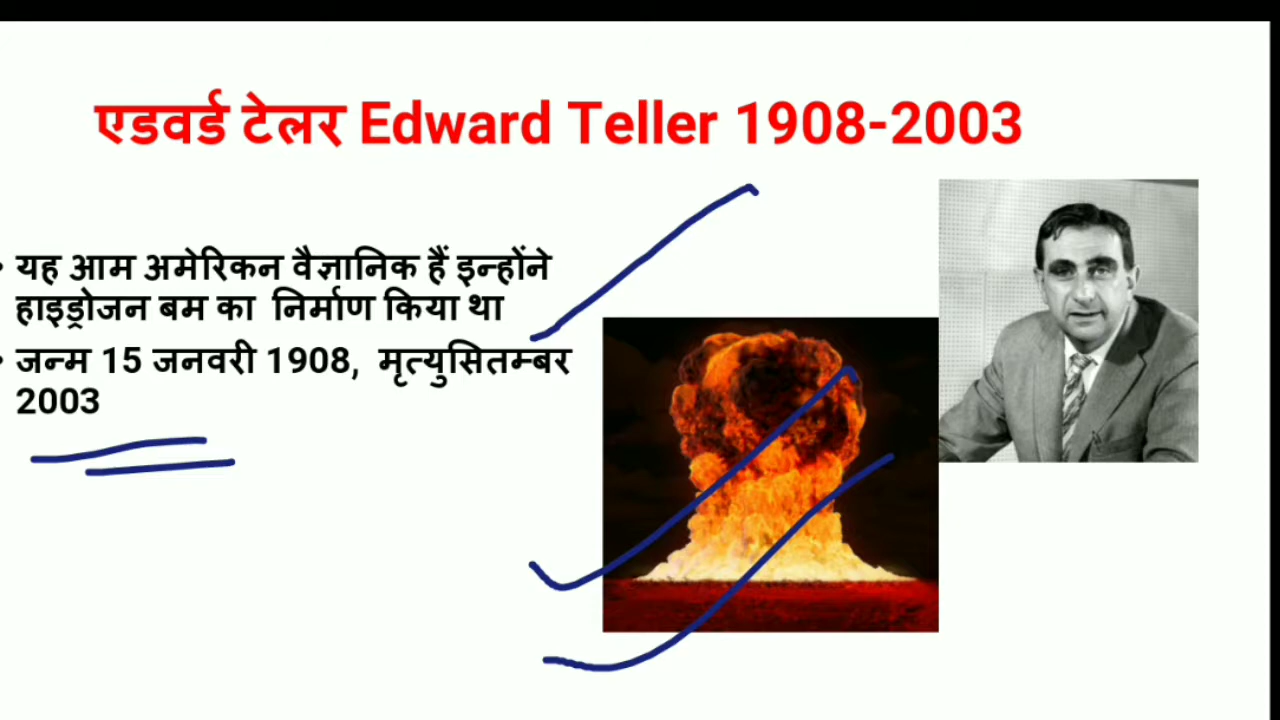 एडवर्ड टेलर Edward Teller 1908-2003
• यह आम अमेरिकन वैज्ञानिक हैं इन्होंने
हाइड्रोजन बम का निर्माण किया था
• जन्म 15 जनवरी 1908, मृत्युसितम्बर
2003